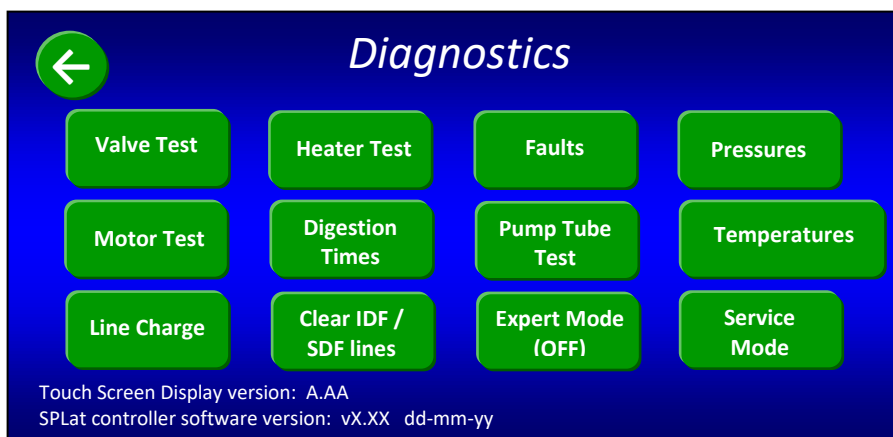 Diagnostics
Valve Test
Heater Test
Faults
Pressures
Motor Test
Digestion
Times
Pump Tube
Test
Temperatures
Line Charge
Clear IDF /
SDF lines
Expert Mode
(OFF)
Service
Mode
Touch Screen Display version: A.AA
SPLat controller software version: vX.XX dd-mm-yy